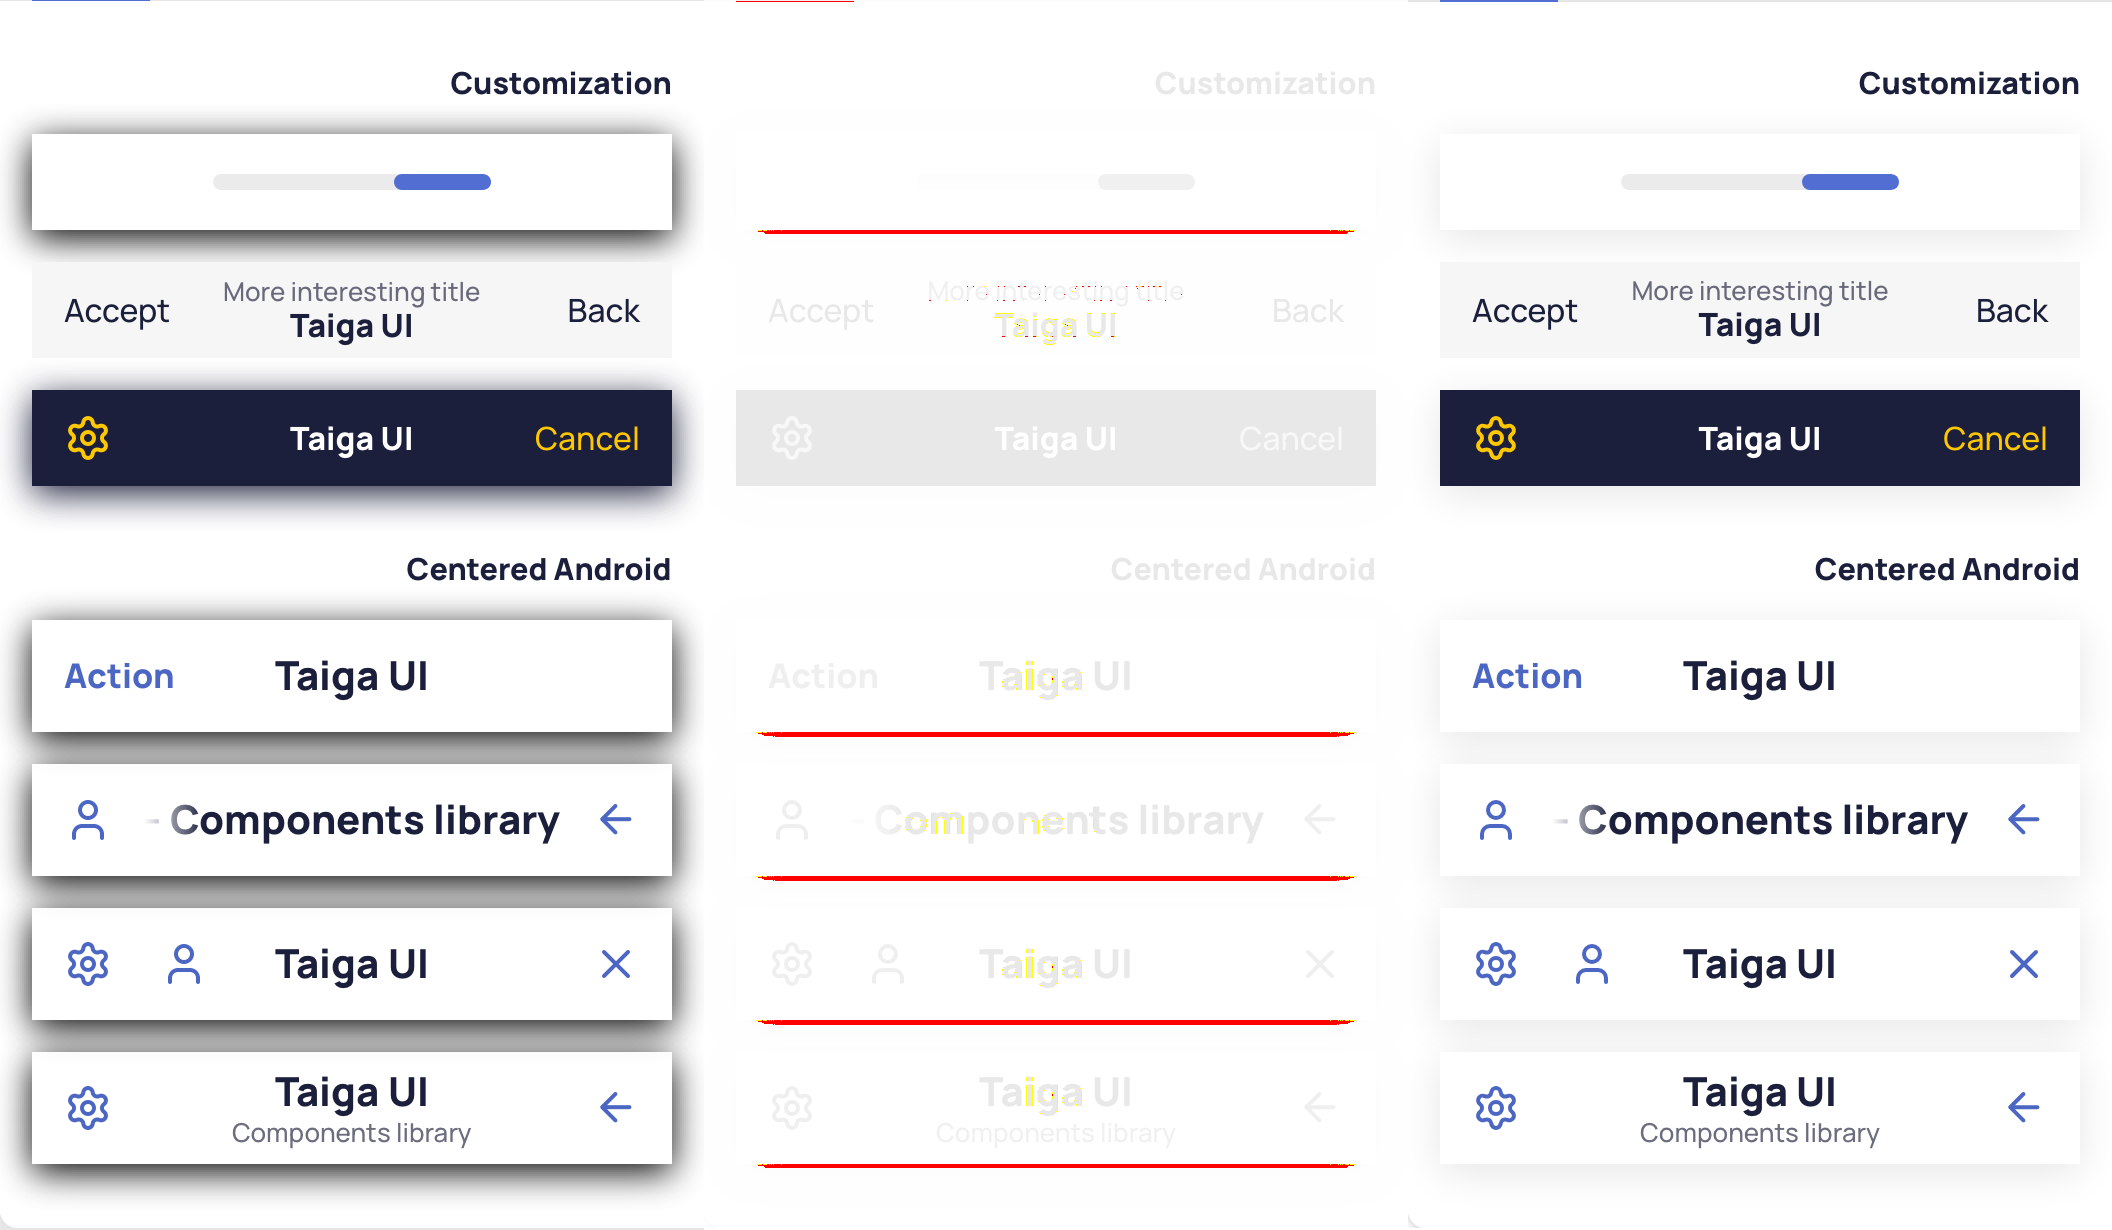 Customization
More interesting title
Accept Taiga UI Back
Taiga UI Cancel
Centered Android
Action Taiga UI
- Components library
Taiga UI
Taiga UI
Components library
Customization
More interesting title
Accept Taiga UI Back
Taiga UI Cancel
Centered Android
Action Taiga UI
- Components library
Taiga UI
Taiga UI
Components library
Customization
More interesting title
Accept Taiga UI Back
Taiga UI Cancel
Centered Android
Action Taiga UI
- Components library
Taiga UI
Taiga UI
Components library